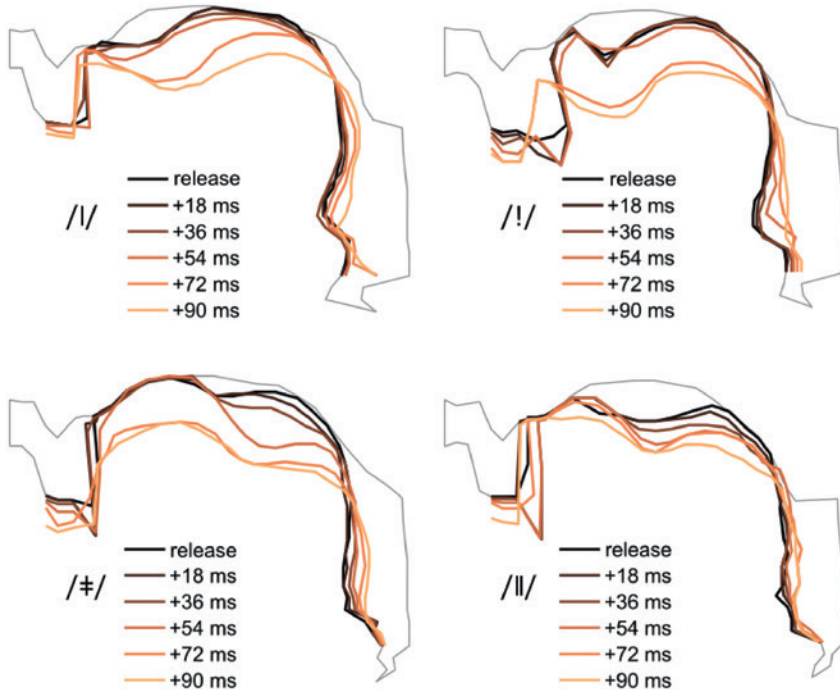 /ǀ/
release
+18 ms
+36 ms
+54 ms
+72 ms
+90 ms
/ǃ/
release
+18 ms
+36 ms
+54 ms
+72 ms
+90 ms
/ǂ/
release
+18 ms
+36 ms
+54 ms
+72 ms
+90 ms
/ǁ/
release
+18 ms
+36 ms
+54 ms
+72 ms
+90 ms